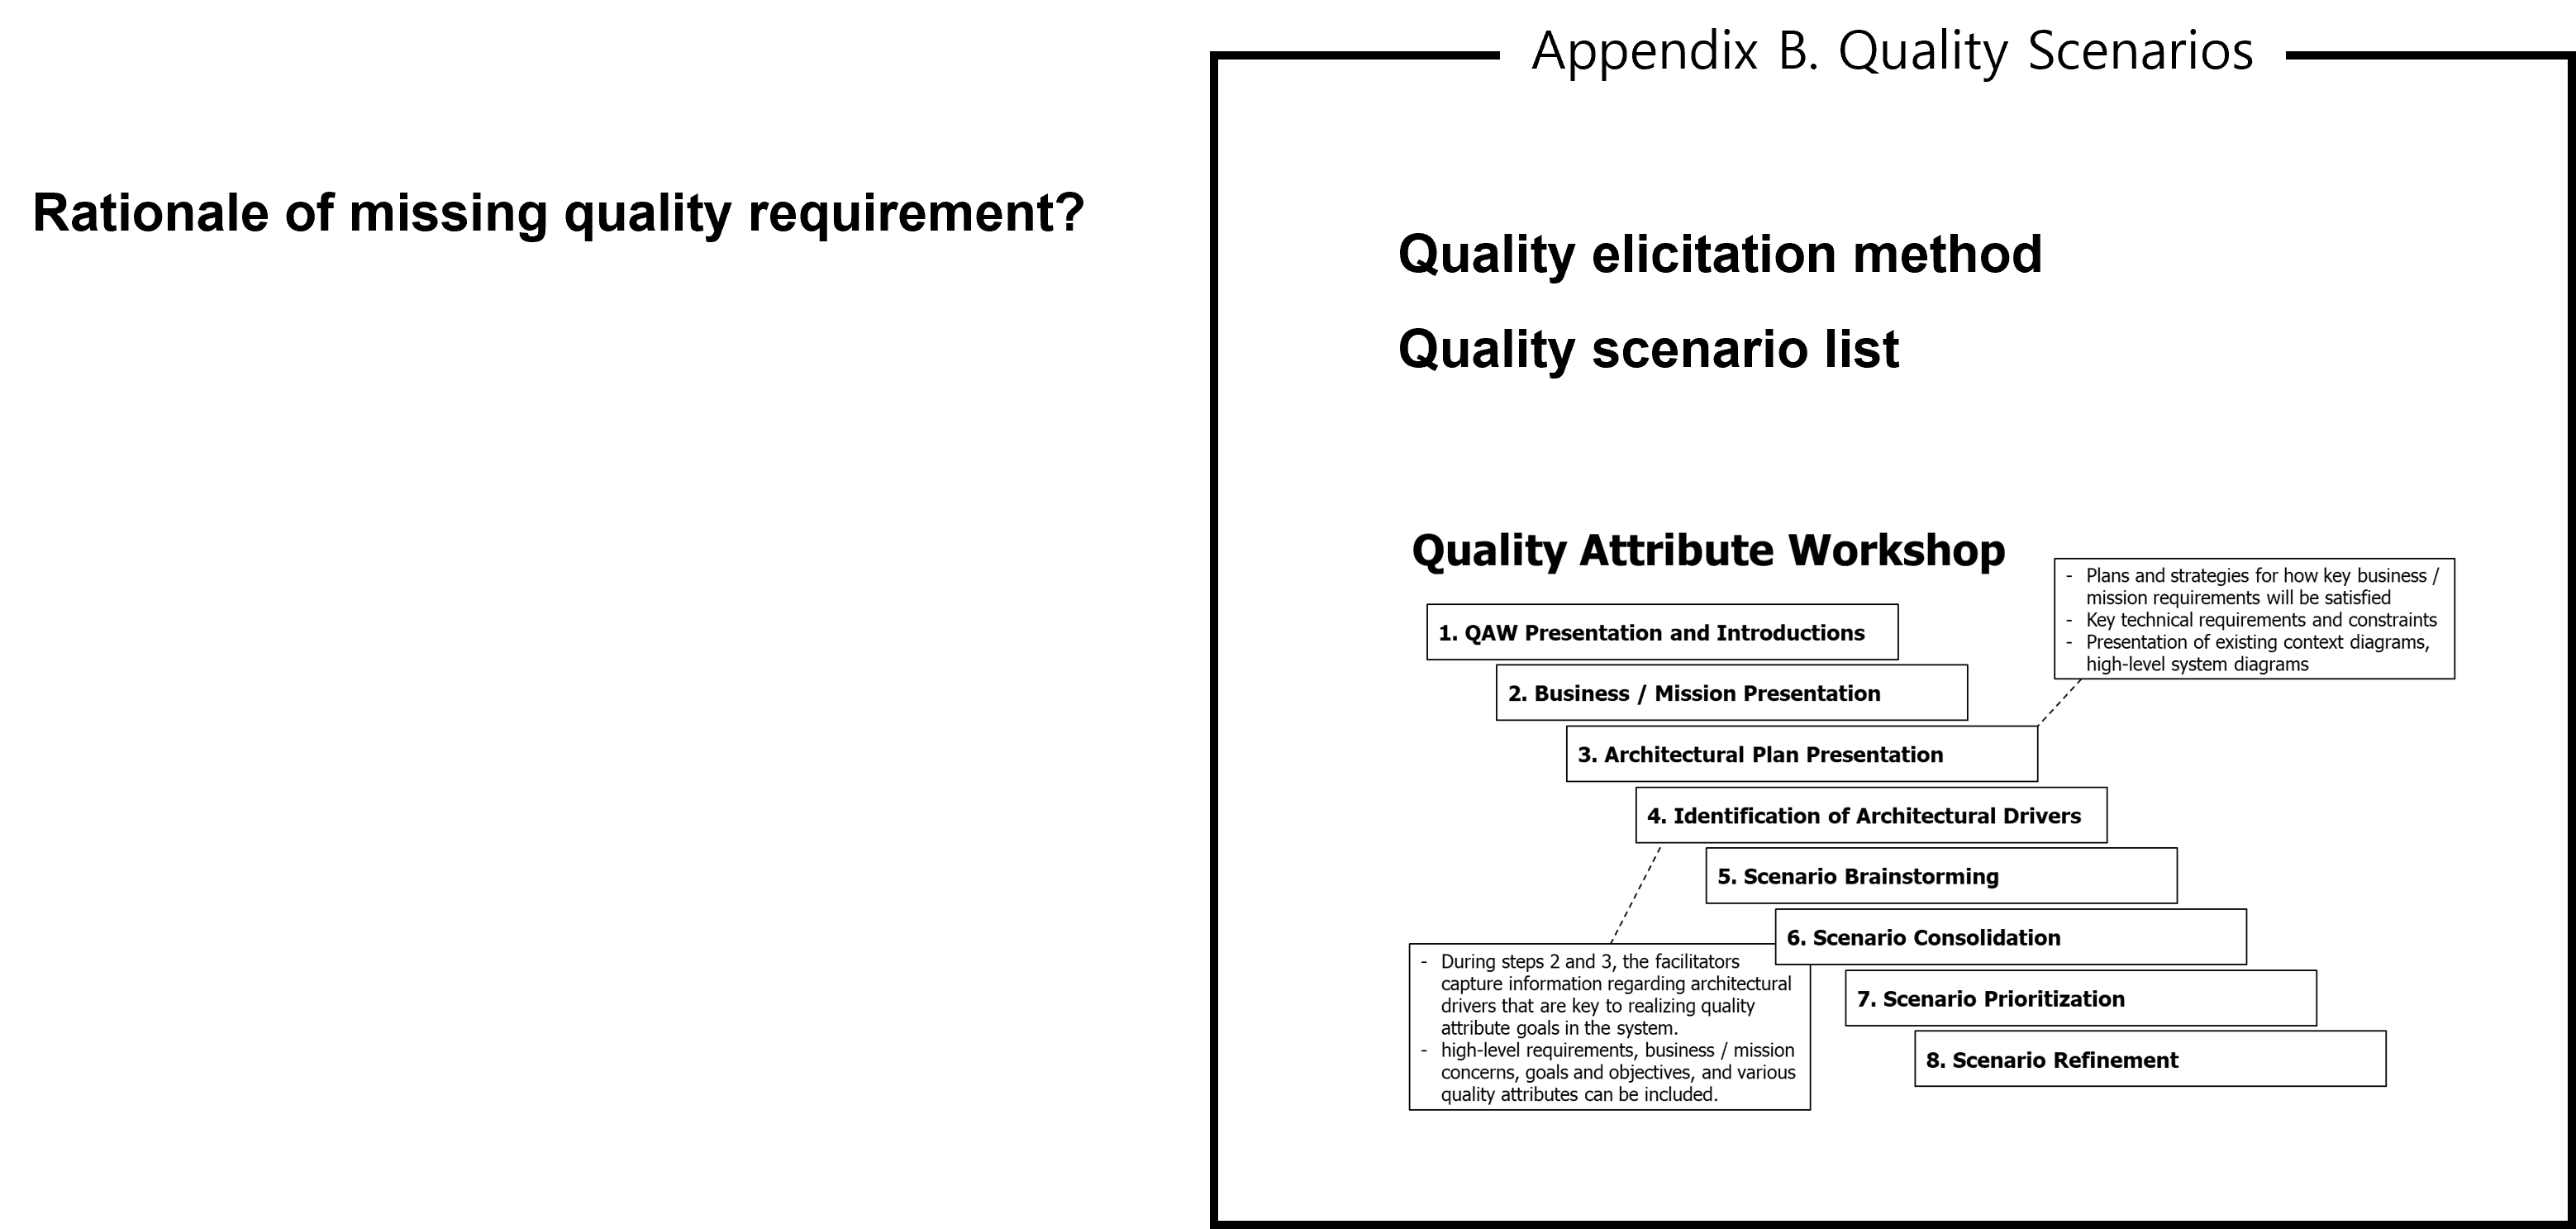 Appendix B. Quality Scenarios
Rationale of missing quality requirement?
Quality elicitation method
Quality scenario list
Quality Attribute Workshop
- Plans and strategies for how key business /
mission requirements will be satisfied
- Key technical requirements and constraints
- Presentation of existing context diagrams,
high-level system diagrams
1. QAW Presentation and Introductions
2. Business / Mission Presentation
3. Architectural Plan Presentation
4. Identification of Architectural Drivers
5. Scenario Brainstorming
6. Scenario Consolidation
7. Scenario Prioritization
8. Scenario Refinement
- During steps 2 and 3, the facilitators
capture information regarding architectural
drivers that are key to realizing quality
attribute goals in the system.
- high-level requirements, business / mission
concerns, goals and objectives, and various
quality attributes can be included.